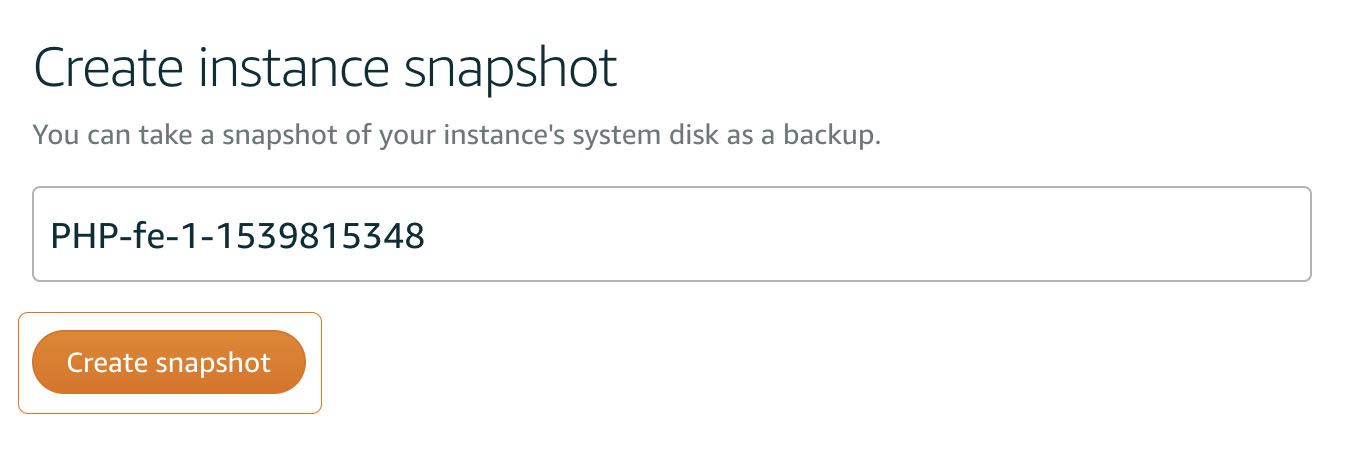 Create instance snapshot
You can take a snapshot of your instance's system disk as a backup.
PHP-fe-1-1539815348
Create snapshot